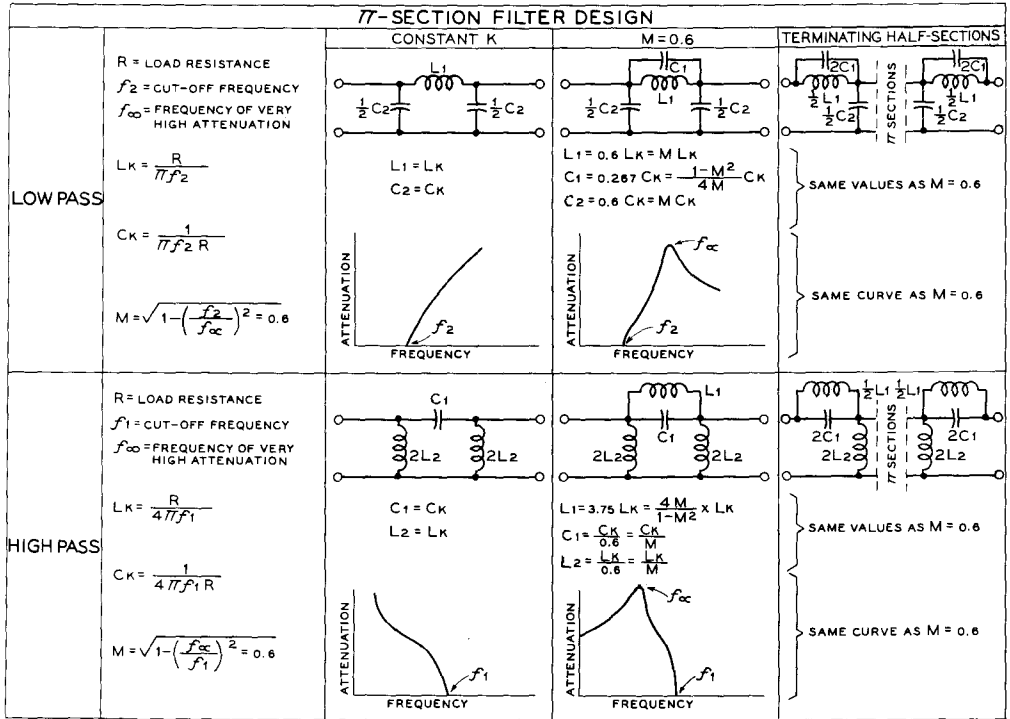 π-SECTION FILTER DESIGN
CONSTANT K
M=0.6
TERMINATING HALF-SECTIONS
LOW PASS
R = LOAD RESISTANCE
f2 = CUT-OFF FREQUENCY
f∞ = FREQUENCY OF VERY
HIGH ATTENUATION
LK = R / πf2
CK = 1 / πf2 R
M = √1-(f2/f∝)2 = 0.6
L1
½C2
½C2
L1 = LK
C2 = CK
ATTENUATION
f2
FREQUENCY
C1
L1
½C2
½C2
L1 = 0.6 LK = M LK
C1 = 0.267 CK = 1-M2/4M CK
C2 = 0.6 CK = M CK
ATTENUATION
f∝
f2
FREQUENCY
2C1
½L1
½C2
π SECTIONS
2C1
½L1
½C2
SAME VALUES AS M = 0.6
SAME CURVE AS M = 0.6
HIGH PASS
R = LOAD RESISTANCE
f1 = CUT-OFF FREQUENCY
f∞ = FREQUENCY OF VERY
HIGH ATTENUATION
LK = R / 4πf1
CK = 1 / 4πf1R
M = √1-(f∝/f1)2 = 0.6
C1
2L2
2L2
C1 = CK
L2 = LK
ATTENUATION
f1
FREQUENCY
L1
C1
2L2
2L2
L1 = 3.75 LK = 4M/1-M2 x LK
C1 = CK/0.6 = CK/M
L2 = LK/0.6 = LK/M
ATTENUATION
f∝
f1
FREQUENCY
½L1
½L1
2C1
2L2
π SECTIONS
2C1
2L2
SAME VALUES AS M = 0.6
SAME CURVE AS M = 0.6